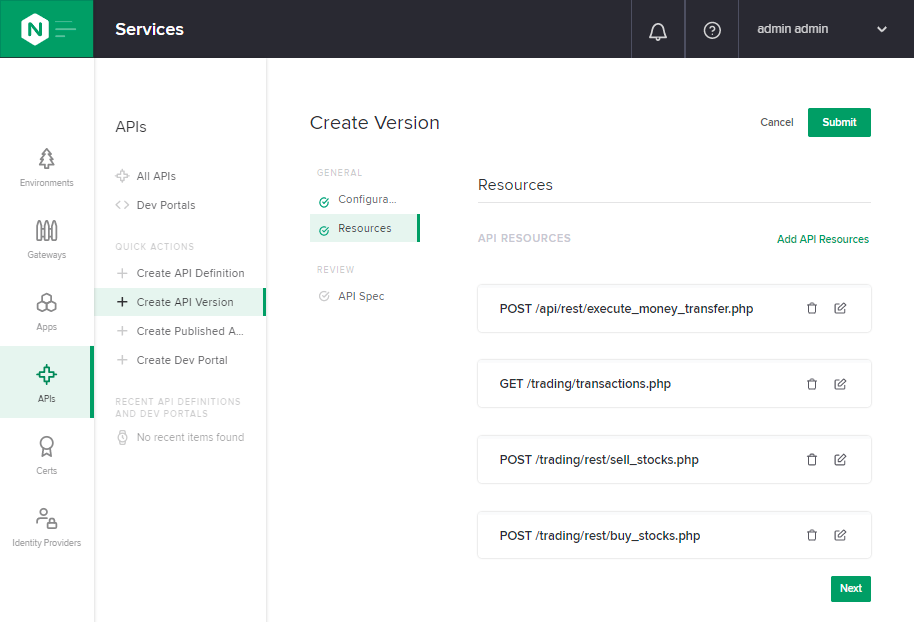 N
Services
admin admin
Environments
Gateways
Apps
APIs
Certs
Identity Providers
APIs
All APIs
Dev Portals
QUICK ACTIONS
Create API Definition
Create API Version
Create Published A...
Create Dev Portal
RECENT API DEFINITIONS
AND DEV PORTALS
No recent items found
Create Version
Cancel
Submit
GENERAL
Configura...
Resources
REVIEW
API Spec
Resources
API RESOURCES
Add API Resources
POST /api/rest/execute_money_transfer.php
GET /trading/transactions.php
POST /trading/rest/sell_stocks.php
POST /trading/rest/buy_stocks.php
Next